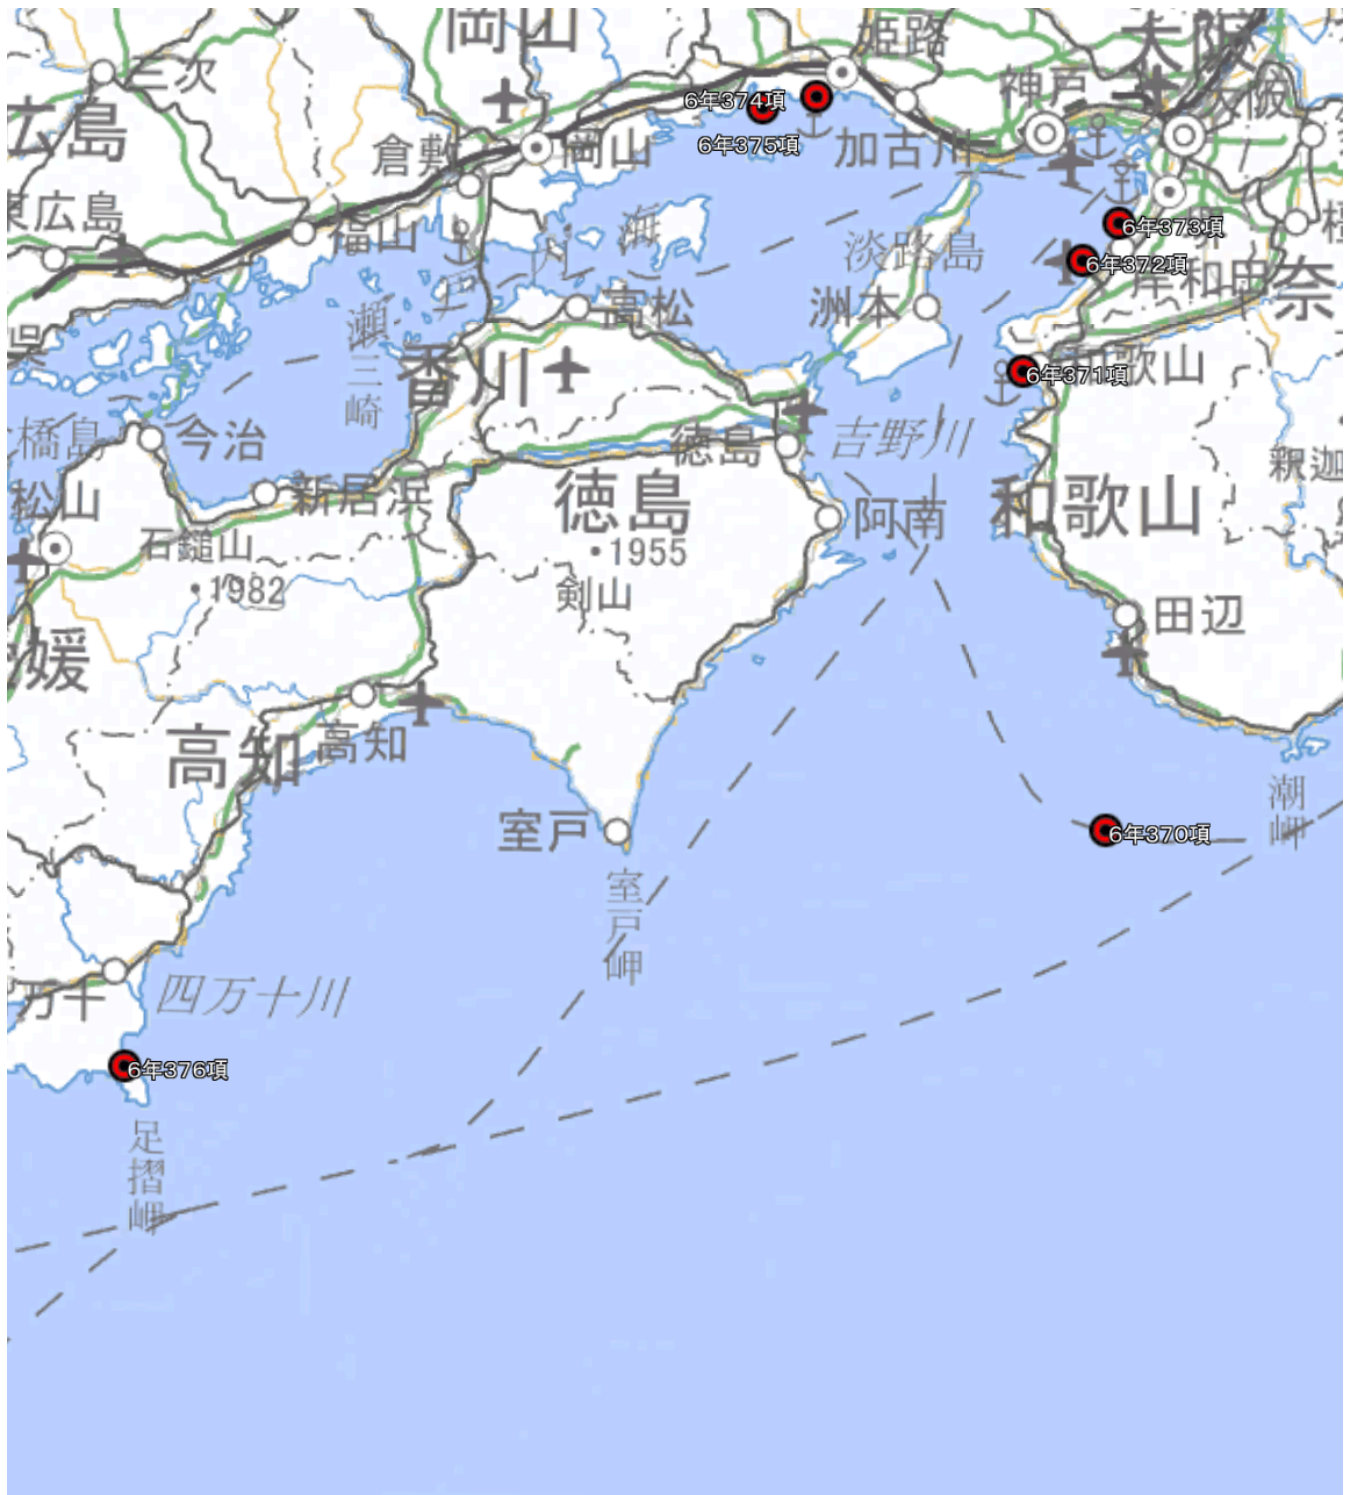 岡山
姫路
大阪
三次
神戸
大阪
6年374項
広島
倉敷
岡山
6年375項
加古川
東広島
福山
海
6年373項
淡路島
戸
内
6年372項
岸和田
奈
高松
洲本
瀬
三崎
呉
香川
和歌山
6年371項
橋島
今治
徳島
吉野川
釈迦
松山
新居浜
徳島
阿南
和歌山
石鎚山
・1955
・1982
剣山
田辺
媛
高知
高知
潮岬
室戸
6年370項
室戸岬
四万十川
万十
6年376項
足摺岬